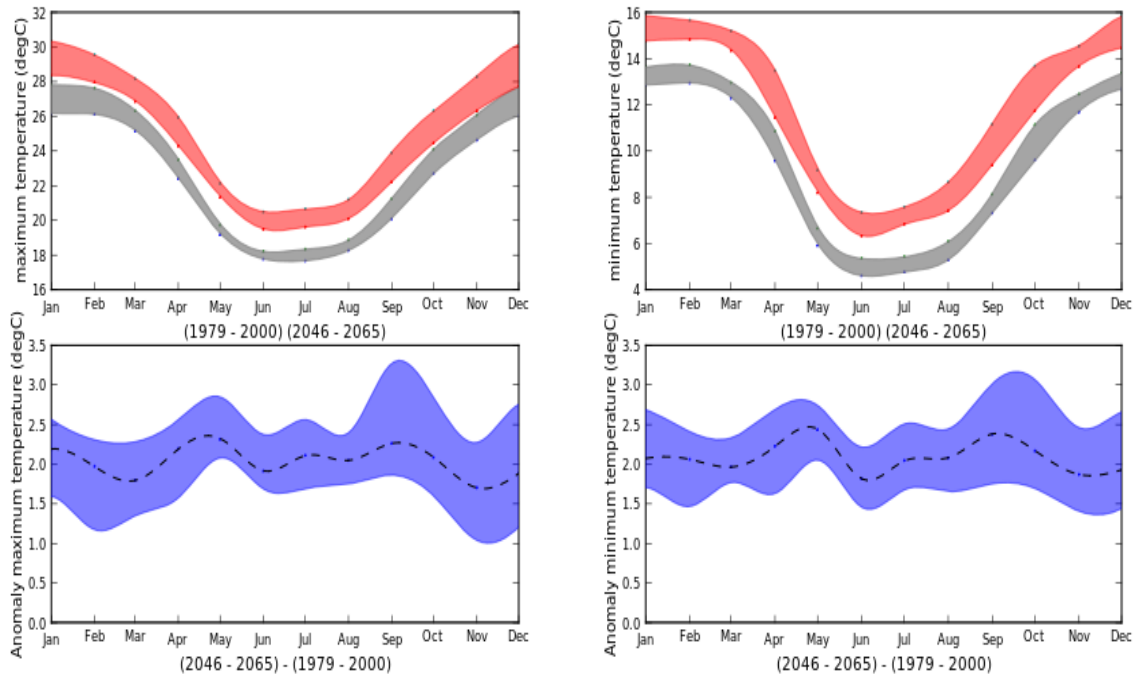 maximum temperature (degC)
32
30
28
26
24
22
20
18
16
Jan Feb Mar Apr May Jun Jul Aug Sep Oct Nov Dec
(1979 - 2000) (2046 - 2065)
minimum temperature (degC)
16
14
12
10
8
6
4
Jan Feb Mar Apr May Jun Jul Aug Sep Oct Nov Dec
(1979 - 2000) (2046 - 2065)
Anomaly maximum temperature (degC)
3.5
3.0
2.5
2.0
1.5
1.0
0.5
0.0
Jan Feb Mar Apr May Jun Jul Aug Sep Oct Nov Dec
(2046 - 2065) - (1979 - 2000)
Anomaly minimum temperature (degC)
3.5
3.0
2.5
2.0
1.5
1.0
0.5
0.0
Jan Feb Mar Apr May Jun Jul Aug Sep Oct Nov Dec
(2046 - 2065) - (1979 - 2000)